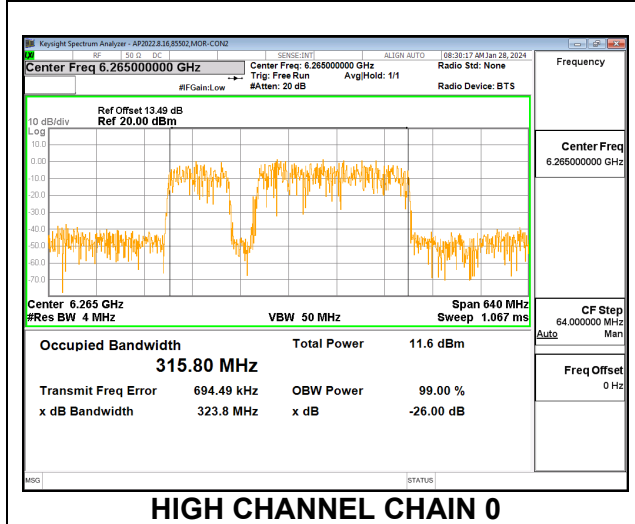 Keysight Spectrum Analyzer - AP2022.8.16,85502,MOR-CON2
RF 50 Ω DC SENSE:INT ALIGN AUTO 08:30:17 AM Jan 28, 2024
Center Freq 6.265000000 GHz
Center Freq: 6.265000000 GHz
Radio Std: None
Trig: Free Run Avg|Hold: 1/1
#IFGain:Low #Atten: 20 dB Radio Device: BTS
Frequency
Ref Offset 13.49 dB
10 dB/div Ref 20.00 dBm
Log
10.0
0.00
-10.0
-20.0
-30.0
-40.0
-50.0
-60.0
-70.0
Center Freq
6.265000000 GHz
Center 6.265 GHz Span 640 MHz
#Res BW 4 MHz VBW 50 MHz Sweep 1.067 ms
CF Step
64.000000 MHz
Auto Man
Freq Offset
0 Hz
Occupied Bandwidth Total Power 11.6 dBm
315.80 MHz
Transmit Freq Error 694.49 kHz OBW Power 99.00 %
x dB Bandwidth 323.8 MHz x dB -26.00 dB
MSG STATUS
HIGH CHANNEL CHAIN 0